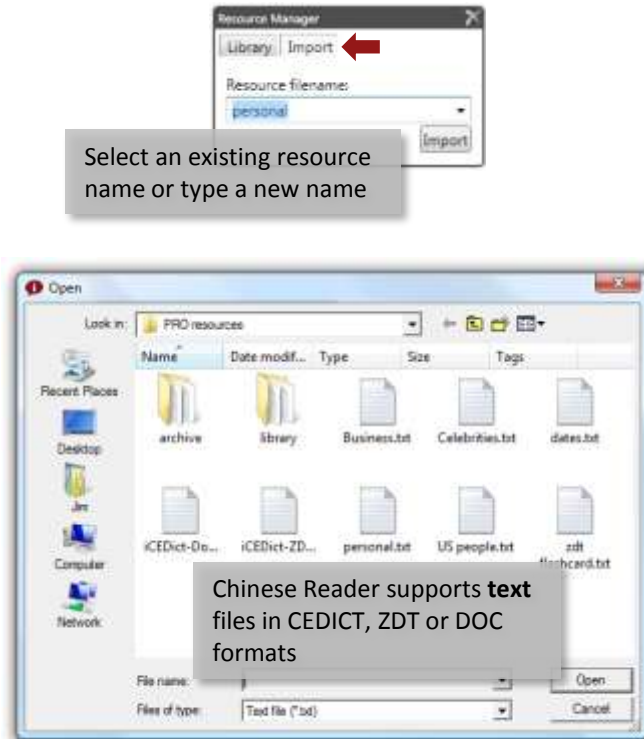 Resource Manager
Library Import
Resource filename:
personal
Import
Select an existing resource
name or type a new name
Open
Look in: PRO resources
Name Date modif... Type Size Tags
Recent Places
Desktop
Jim
Computer
Network
archive library Business.txt Celebrities.txt dates.txt
iCEDict-Do... iCEDict-ZD... personal.txt US people.txt zdt
flashcard.txt
Chinese Reader supports text
files in CEDICT, ZDT or DOC
formats
File name: Open
Files of type: Text file (*.txt) Cancel